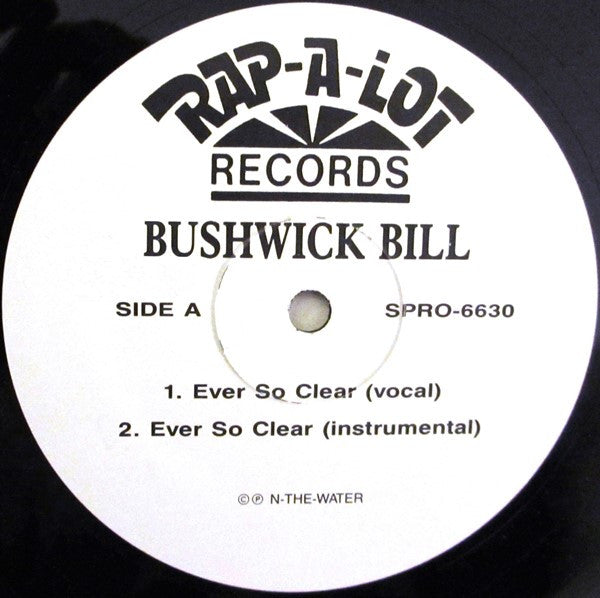 RAP-A-LOT
RECORDS
BUSHWICK BILL
SIDE A
SPRO-6630
1. Ever So Clear (vocal)
2. Ever So Clear (instrumental)
©℗ N-THE-WATER